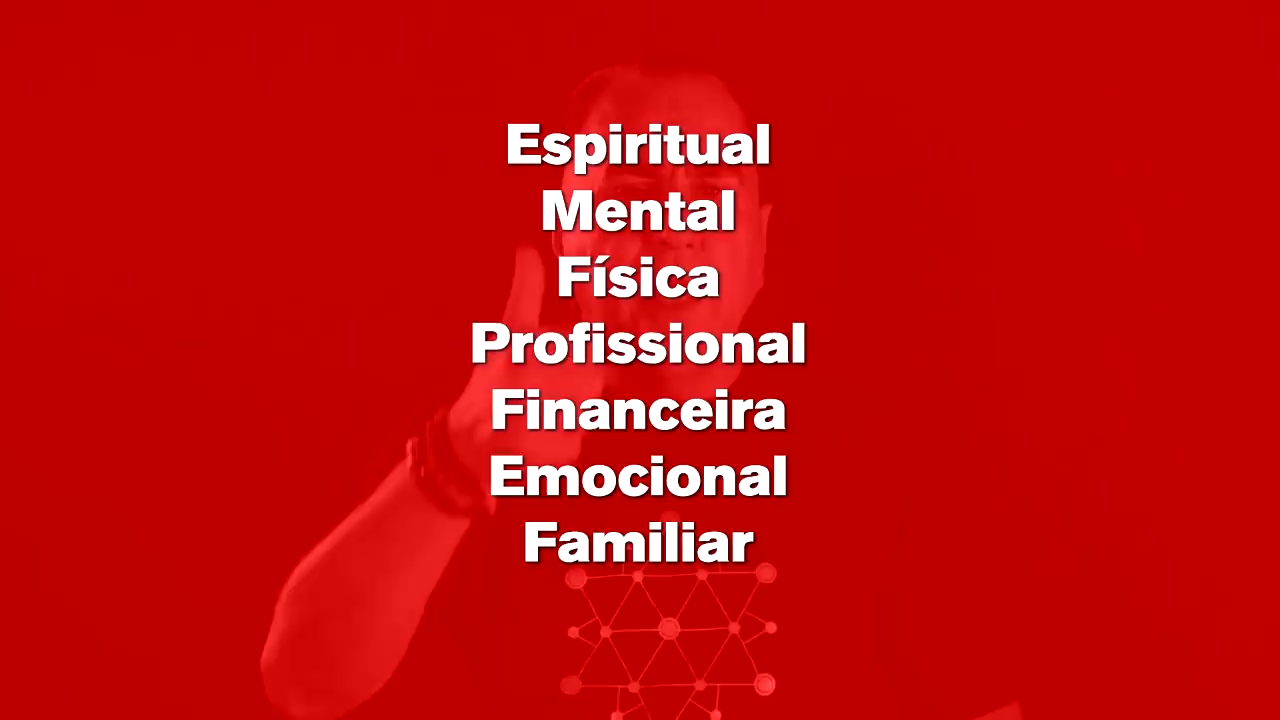 Espiritual
Mental
Física
Profissional
Financeira
Emocional
Familiar